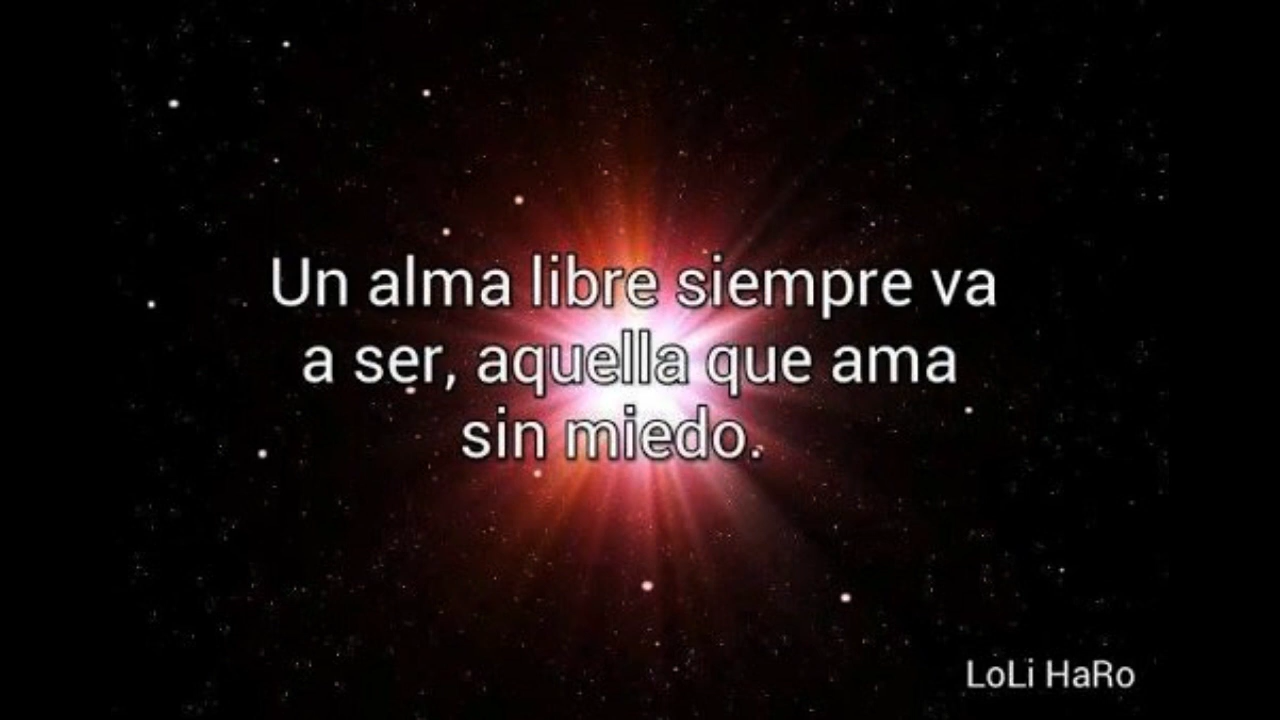 Un alma libre siempre va
a ser, aquella que ama
sin miedo.
LoLi HaRo